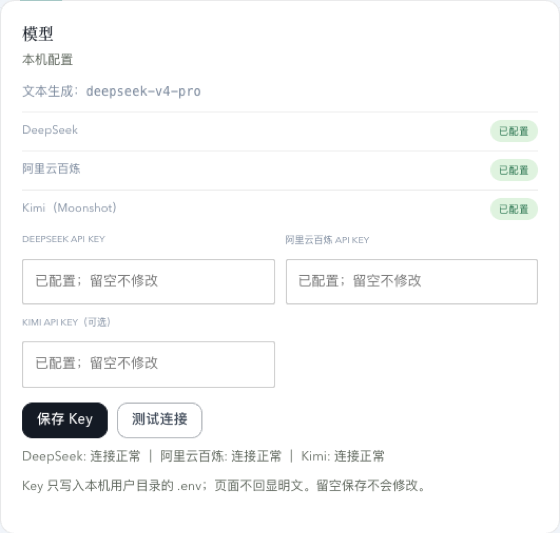 模型
本机配置
文本生成：deepseek-v4-pro
DeepSeek 已配置
阿里云百炼 已配置
Kimi（Moonshot） 已配置
DEEPSEEK API KEY 阿里云百炼 API KEY
已配置；留空不修改 已配置；留空不修改
KIMI API KEY（可选）
已配置；留空不修改
保存 Key 测试连接
DeepSeek: 连接正常 | 阿里云百炼: 连接正常 | Kimi: 连接正常
Key 只写入本机用户目录的 .env；页面不回显明文。留空保存不会修改。